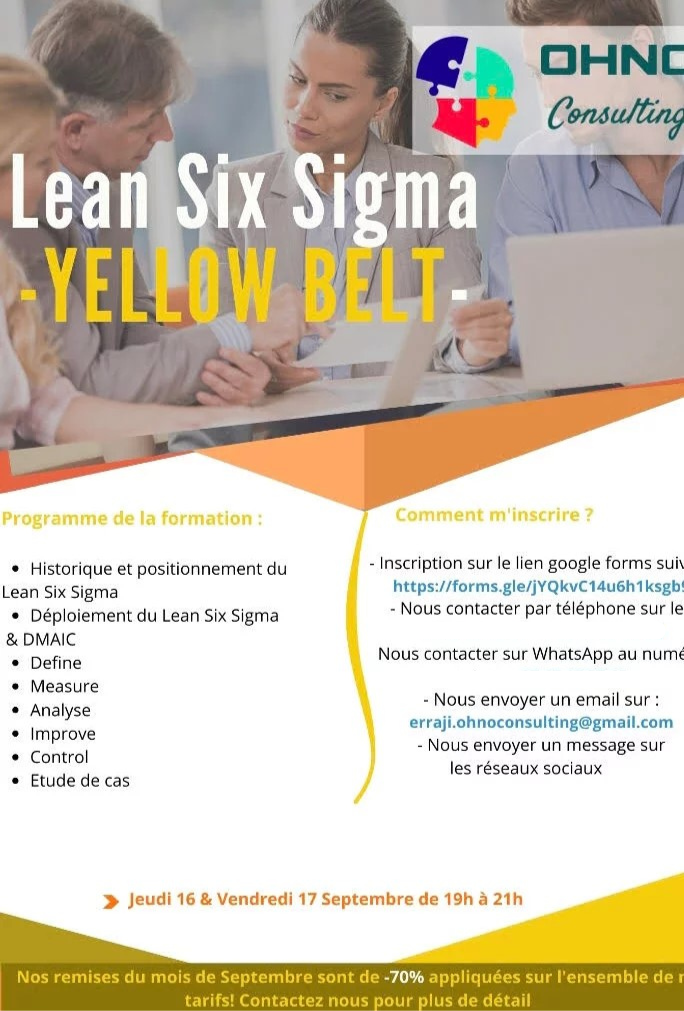 OHNO
Consulting
Lean Six Sigma
-YELLOW BELT-
Programme de la formation :
• Historique et positionnement du
Lean Six Sigma
• Déploiement du Lean Six Sigma
& DMAIC
• Define
• Measure
• Analyse
• Improve
• Control
• Etude de cas
Comment m'inscrire ?
- Inscription sur le lien google forms
https://forms.gle/jYQkvC14u6h1ksgb
- Nous contacter par téléphone sur le
Nous contacter sur WhatsApp au
- Nous envoyer un email sur :
erraji.ohnoconsulting@gmail.com
- Nous envoyer un message sur
les réseaux sociaux
Jeudi 16 & Vendredi 17 Septembre de 19h à 21h
Nos remises du mois de Septembre sont de -70% appliquées sur l'ensemble de
tarifs! Contactez nous pour plus de détail